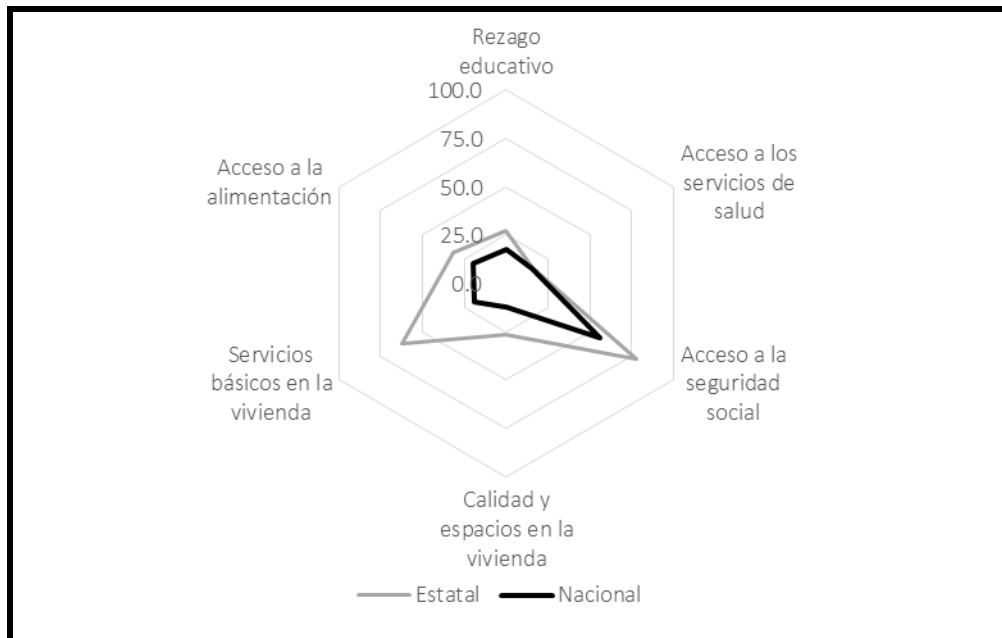 Rezago
educativo
100.0
75.0
50.0
25.0
0.0
Acceso a los
servicios de
salud
Acceso a la
seguridad
social
Calidad y
espacios en la
vivienda
Servicios
básicos en la
vivienda
Acceso a la
alimentación
Estatal Nacional